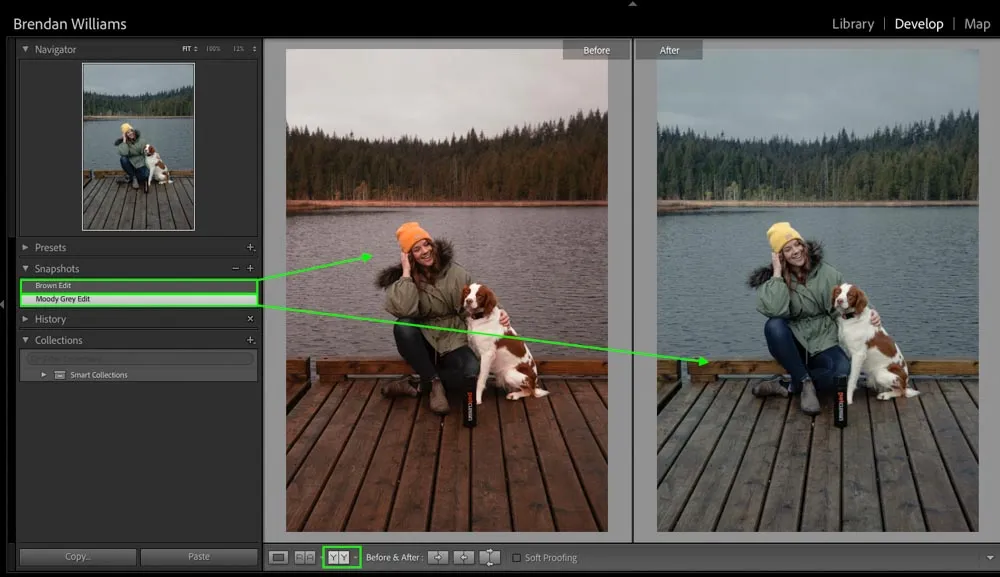 Brendan Williams
Library | Develop | Map
Navigator
FIT 100% 12%
Before
After
Presets
Snapshots
Brown Edit
Moody Grey Edit
History
Collections
Smart Collections
Copy...
Paste
YY
Before & After :
Soft Proofing